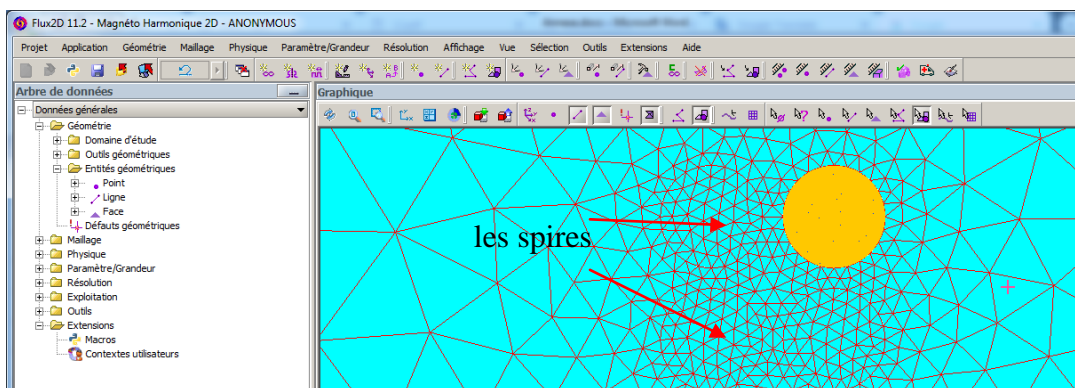 Flux2D 11.2 - Magnéto Harmonique 2D - ANONYMOUS
Projet Application Géométrie Maillage Physique Paramètre/Grandeur Résolution Affichage Vue Sélection Outils Extensions Aide
Arbre de données
Graphique
Données générales
Géométrie
Domaine d'étude
Outils géométriques
Entités géométriques
Point
Ligne
Face
Défauts géométriques
Maillage
Physique
Paramètre/Grandeur
Résolution
Exploitation
Outils
Extensions
Macros
Contextes utilisateurs
les spires